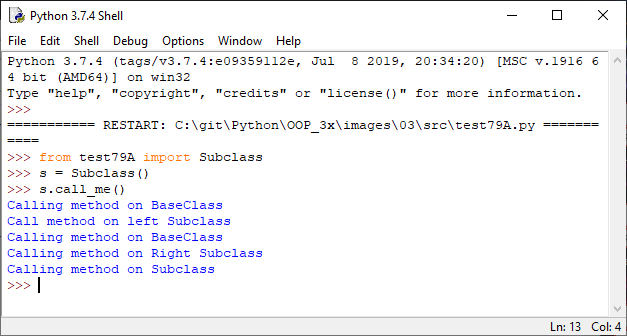 Python 3.7.4 Shell
File Edit Shell Debug Options Window Help
Python 3.7.4 (tags/v3.7.4:e09359112e, Jul  8 2019, 20:34:20) [MSC v.1916 6
4 bit (AMD64)] on win32
Type "help", "copyright", "credits" or "license()" for more information.
>>>
=========== RESTART: C:\git\Python\OOP_3x\images\03\src\test79A.py =======
====
>>> from test79A import Subclass
>>> s = Subclass()
>>> s.call_me()
Calling method on BaseClass
Call method on left Subclass
Calling method on BaseClass
Calling method on Right Subclass
Calling method on Subclass
>>>
Ln: 13 Col: 4